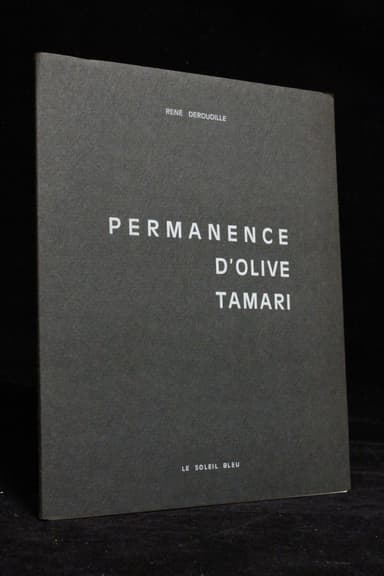 RENÉ DEROUDILLE
PERMANENCE
D'OLIVE
TAMARI
LE SOLEIL BLEU